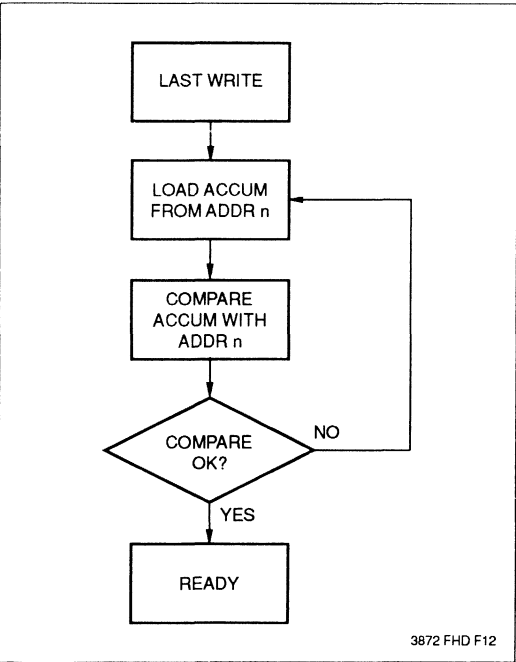 LAST WRITE
LOAD ACCUM
FROM ADDR n
COMPARE
ACCUM WITH
ADDR n
COMPARE
OK?
NO
YES
READY
3872 FHD F12